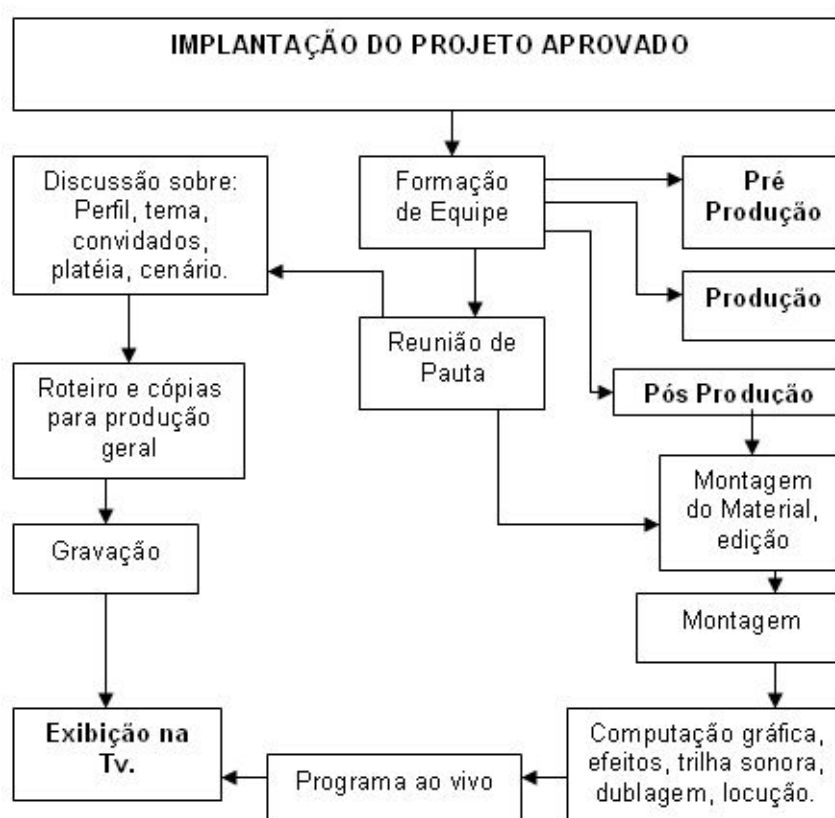 IMPLANTAÇÃO DO PROJETO APROVADO
Discussão sobre:
Perfil, tema,
convidados,
platéia, cenário.
Formação
de Equipe
Pré
Produção
Produção
Reunião de
Pauta
Roteiro e cópias
para produção
geral
Pós Produção
Montagem
do Material,
edição
Gravação
Montagem
Exibição na
Tv.
Programa ao vivo
Computação gráfica,
efeitos, trilha sonora,
dublagem, locução.